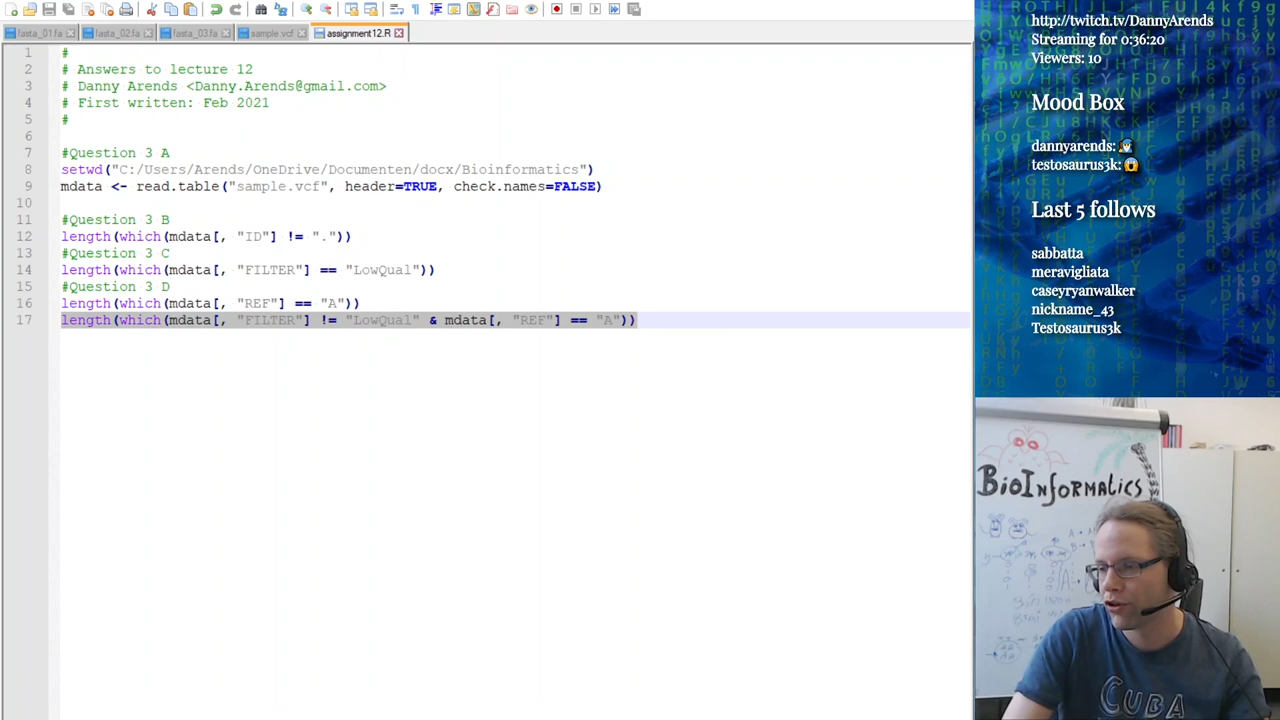 fasta_01.fa
fasta_02.fa
fasta_03.fa
sample.vcf
assignment12.R
1 #
2 # Answers to lecture 12
3 # Danny Arends <Danny.Arends@gmail.com>
4 # First written: Feb 2021
5 #
6
7 #Question 3 A
8 setwd("C:/Users/Arends/OneDrive/Documenten/docx/Bioinformatics")
9 mdata <- read.table("sample.vcf", header=TRUE, check.names=FALSE)
10
11 #Question 3 B
12 length(which(mdata[, "ID"] != "."))
13 #Question 3 C
14 length(which(mdata[, "FILTER"] == "LowQual"))
15 #Question 3 D
16 length(which(mdata[, "REF"] == "A"))
17 length(which(mdata[, "FILTER"] != "LowQual" & mdata[, "REF"] == "A"))
http://twitch.tv/DannyArends
Streaming for 0:36:20
Viewers: 10
Mood Box
dannyarends:
testosaurus3k:
Last 5 follows
sabbatta
meravigliata
caseyryanwalker
nickname_43
Testosaurus3k
BioInformatics
CUBA